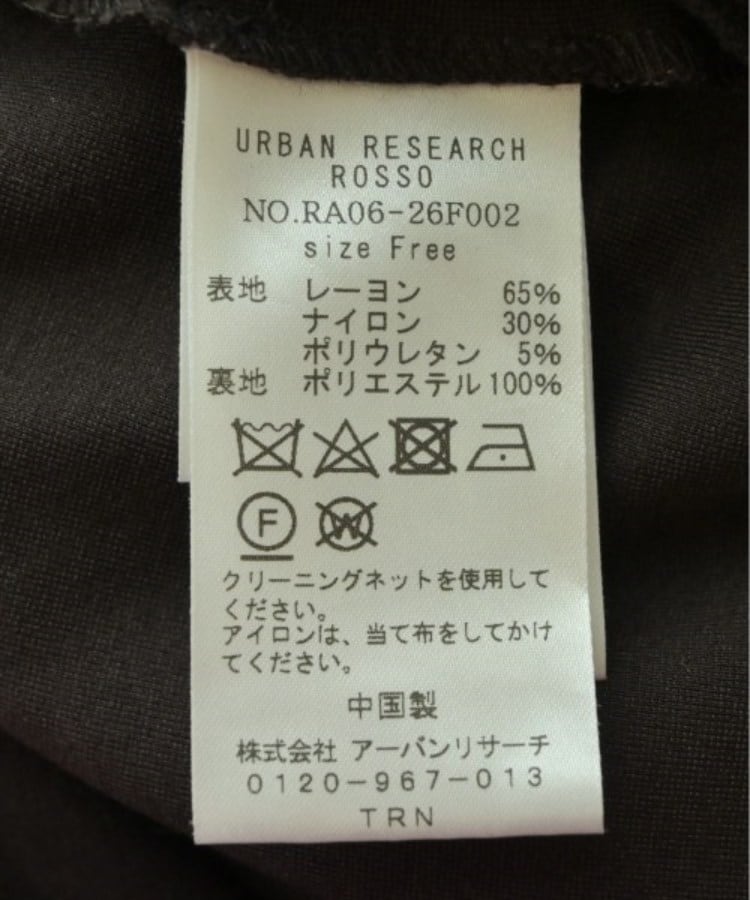 URBAN RESEARCH
ROSSO
NO.RA06-26F002
size Free
表地 レーヨン 65%
ナイロン 30%
ポリウレタン 5%
裏地 ポリエステル 100%
F W
クリーニングネットを使用して
ください。
アイロンは、当て布をしてかけ
てください。
中国製
株式会社 アーバンリサーチ
0120-967-013
TRN